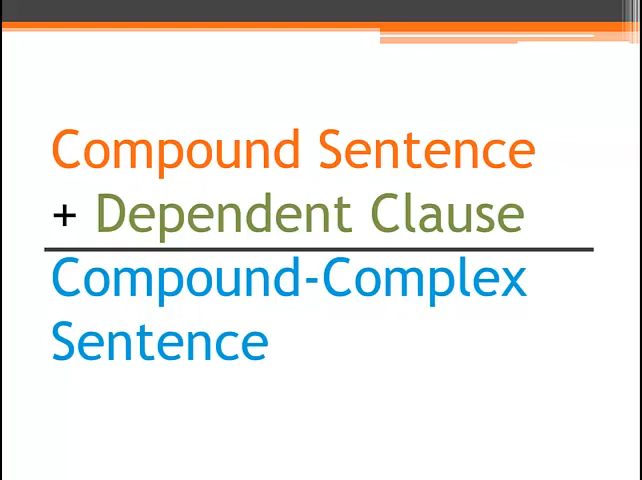 Compound Sentence
+ Dependent Clause
Compound-Complex
Sentence